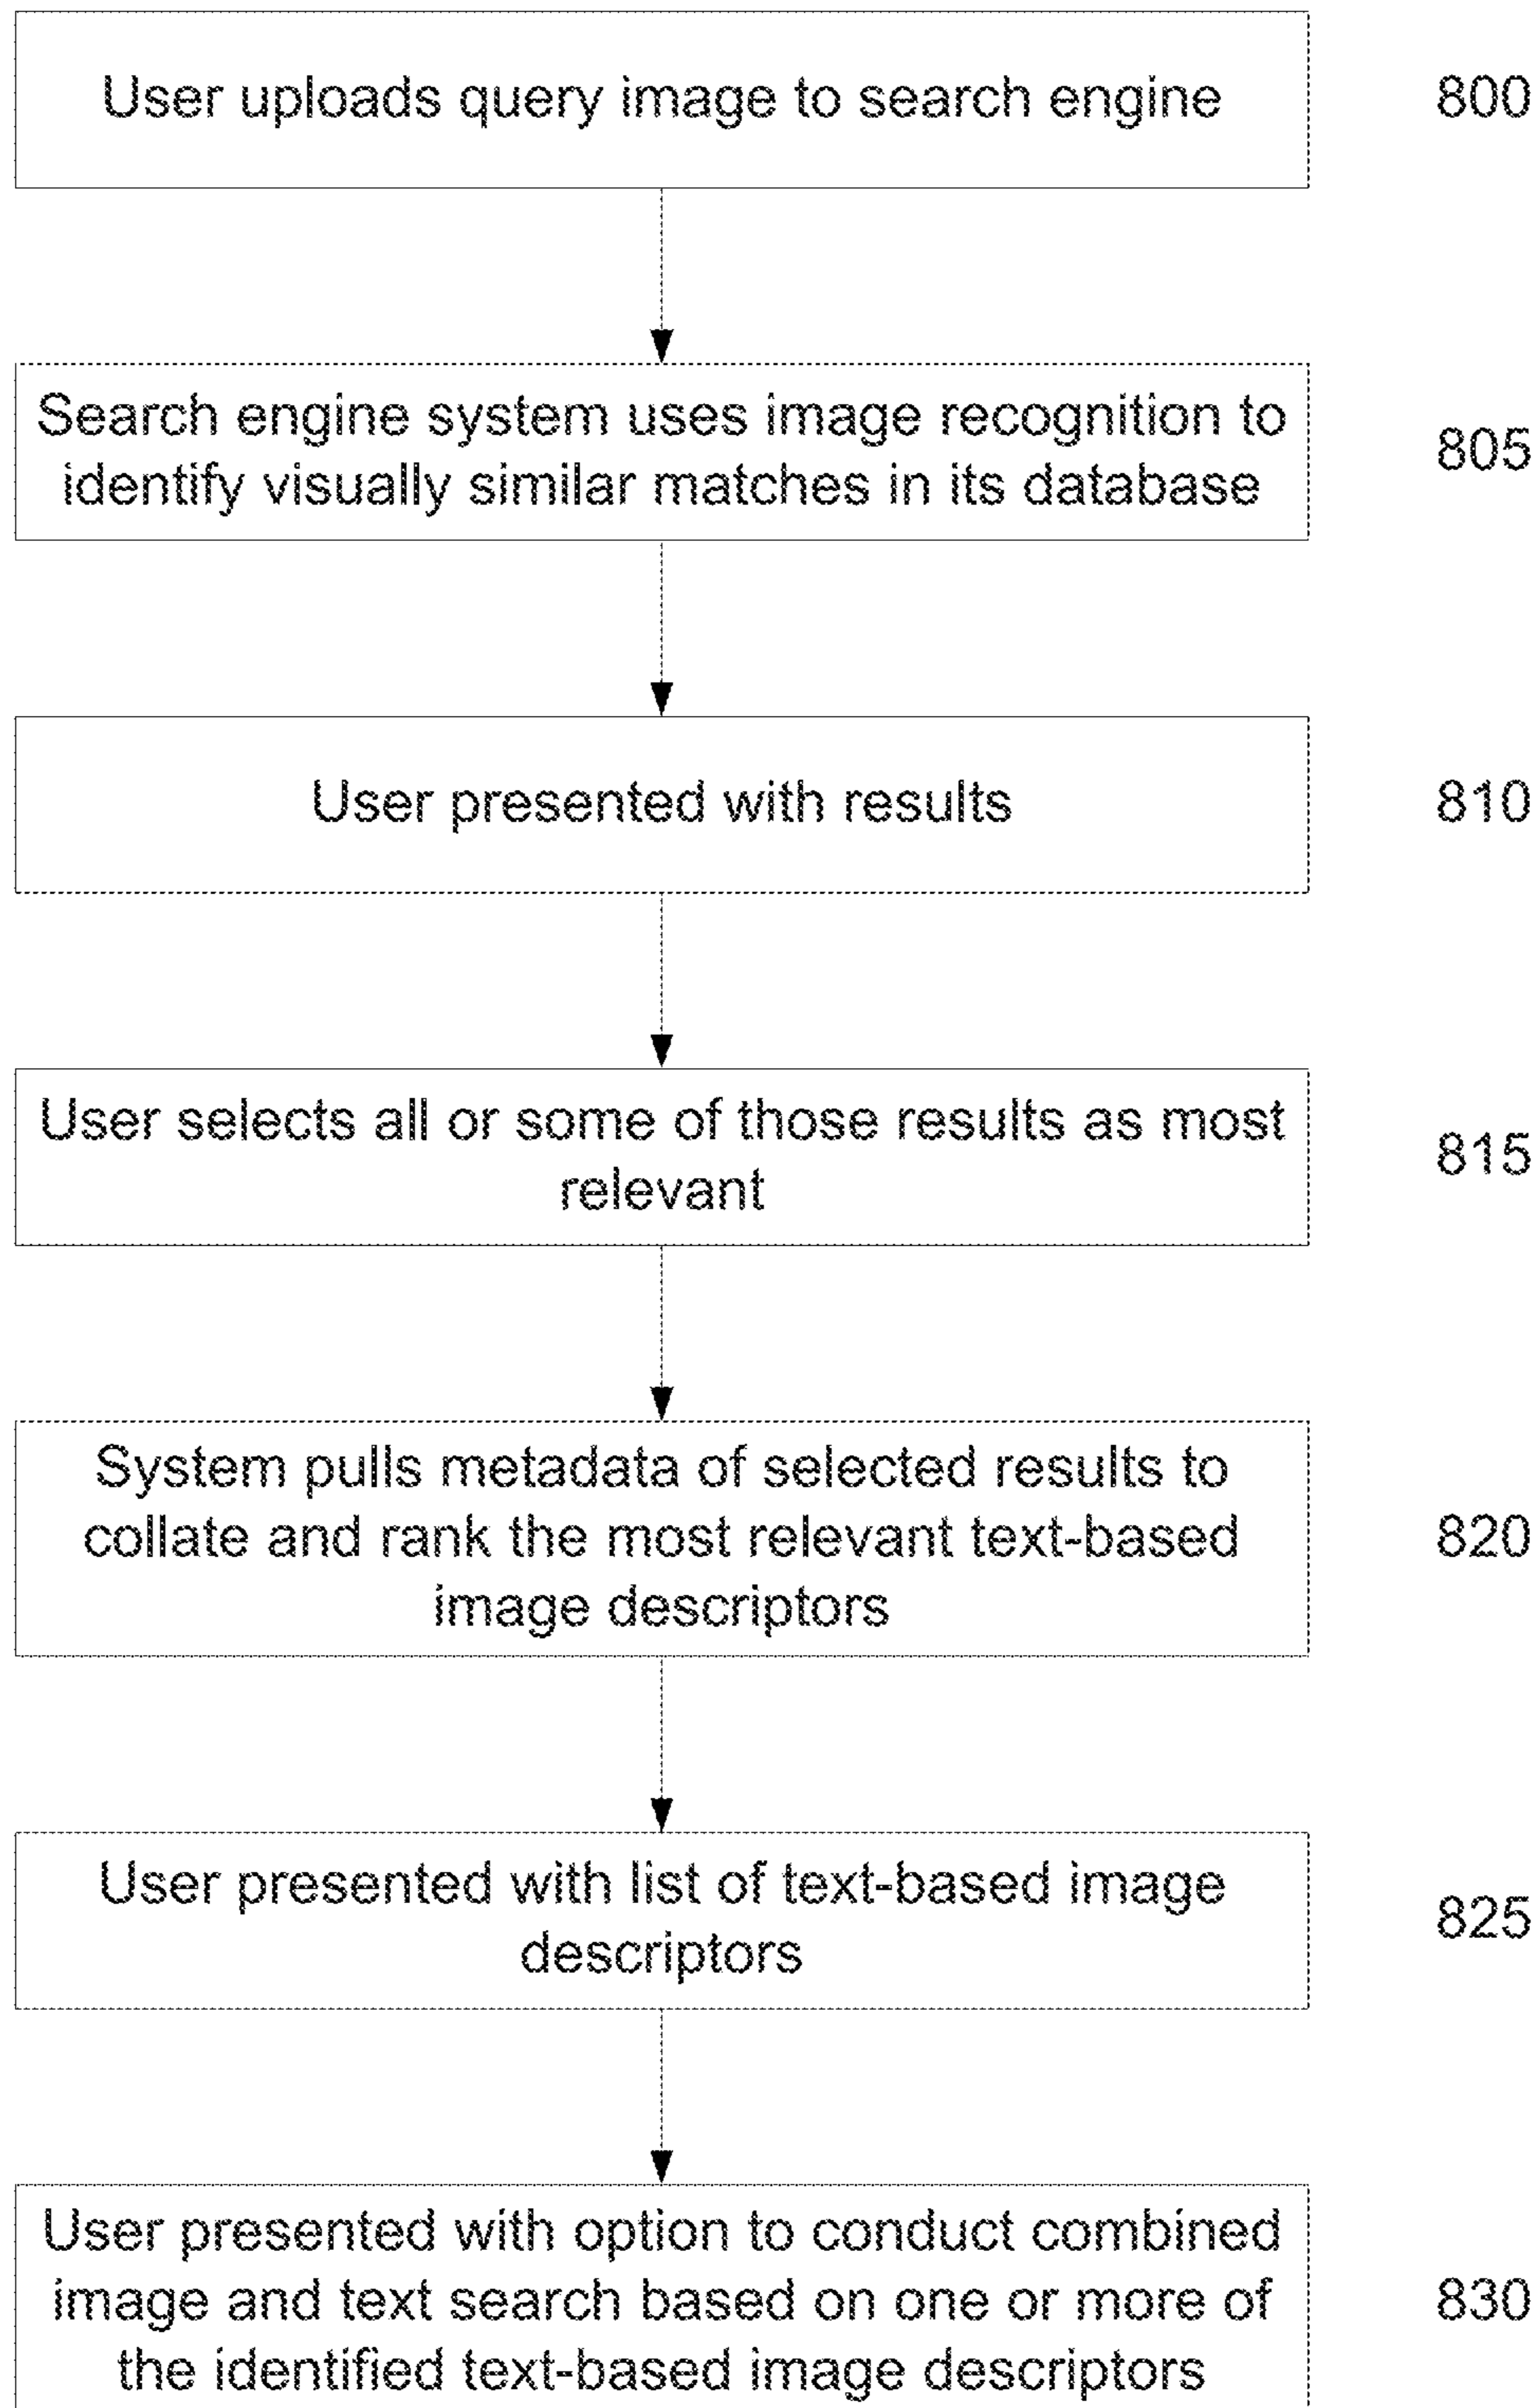 User uploads query image to search engine
800
Search engine system uses image recognition to
identify visually similar matches in its database
805
User presented with results
810
User selects all or some of those results as most
relevant
815
System pulls metadata of selected results to
collate and rank the most relevant text-based
image descriptors
820
User presented with list of text-based image
descriptors
825
User presented with option to conduct combined
image and text search based on one or more of
the identified text-based image descriptors
830